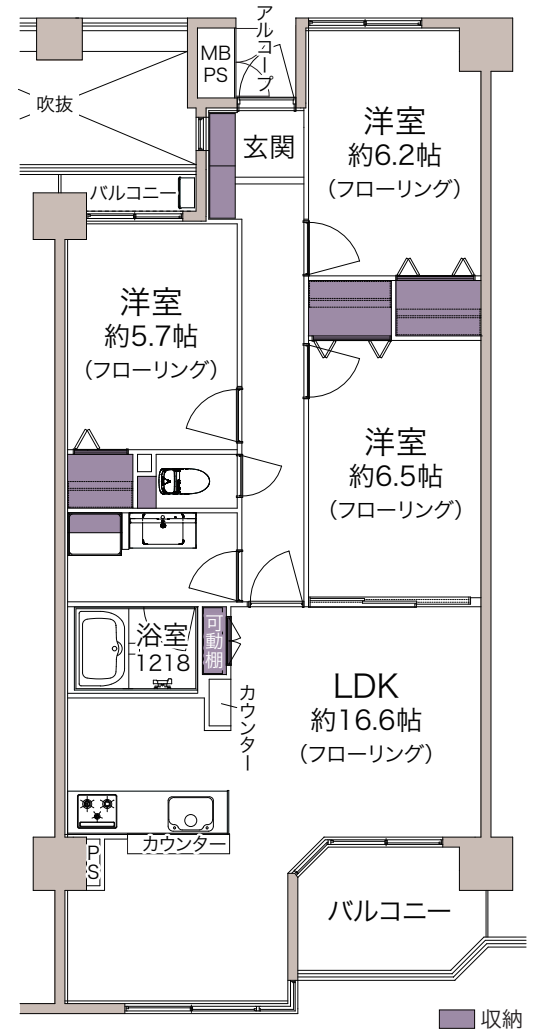 アルコーブ
MB
PS
吹抜
玄関
洋室
約6.2帖
(フローリング)
バルコニー
洋室
約5.7帖
(フローリング)
洋室
約6.5帖
(フローリング)
浴室
1218
可動棚
カウンター
LDK
約16.6帖
(フローリング)
カウンター
PS
バルコニー
収納